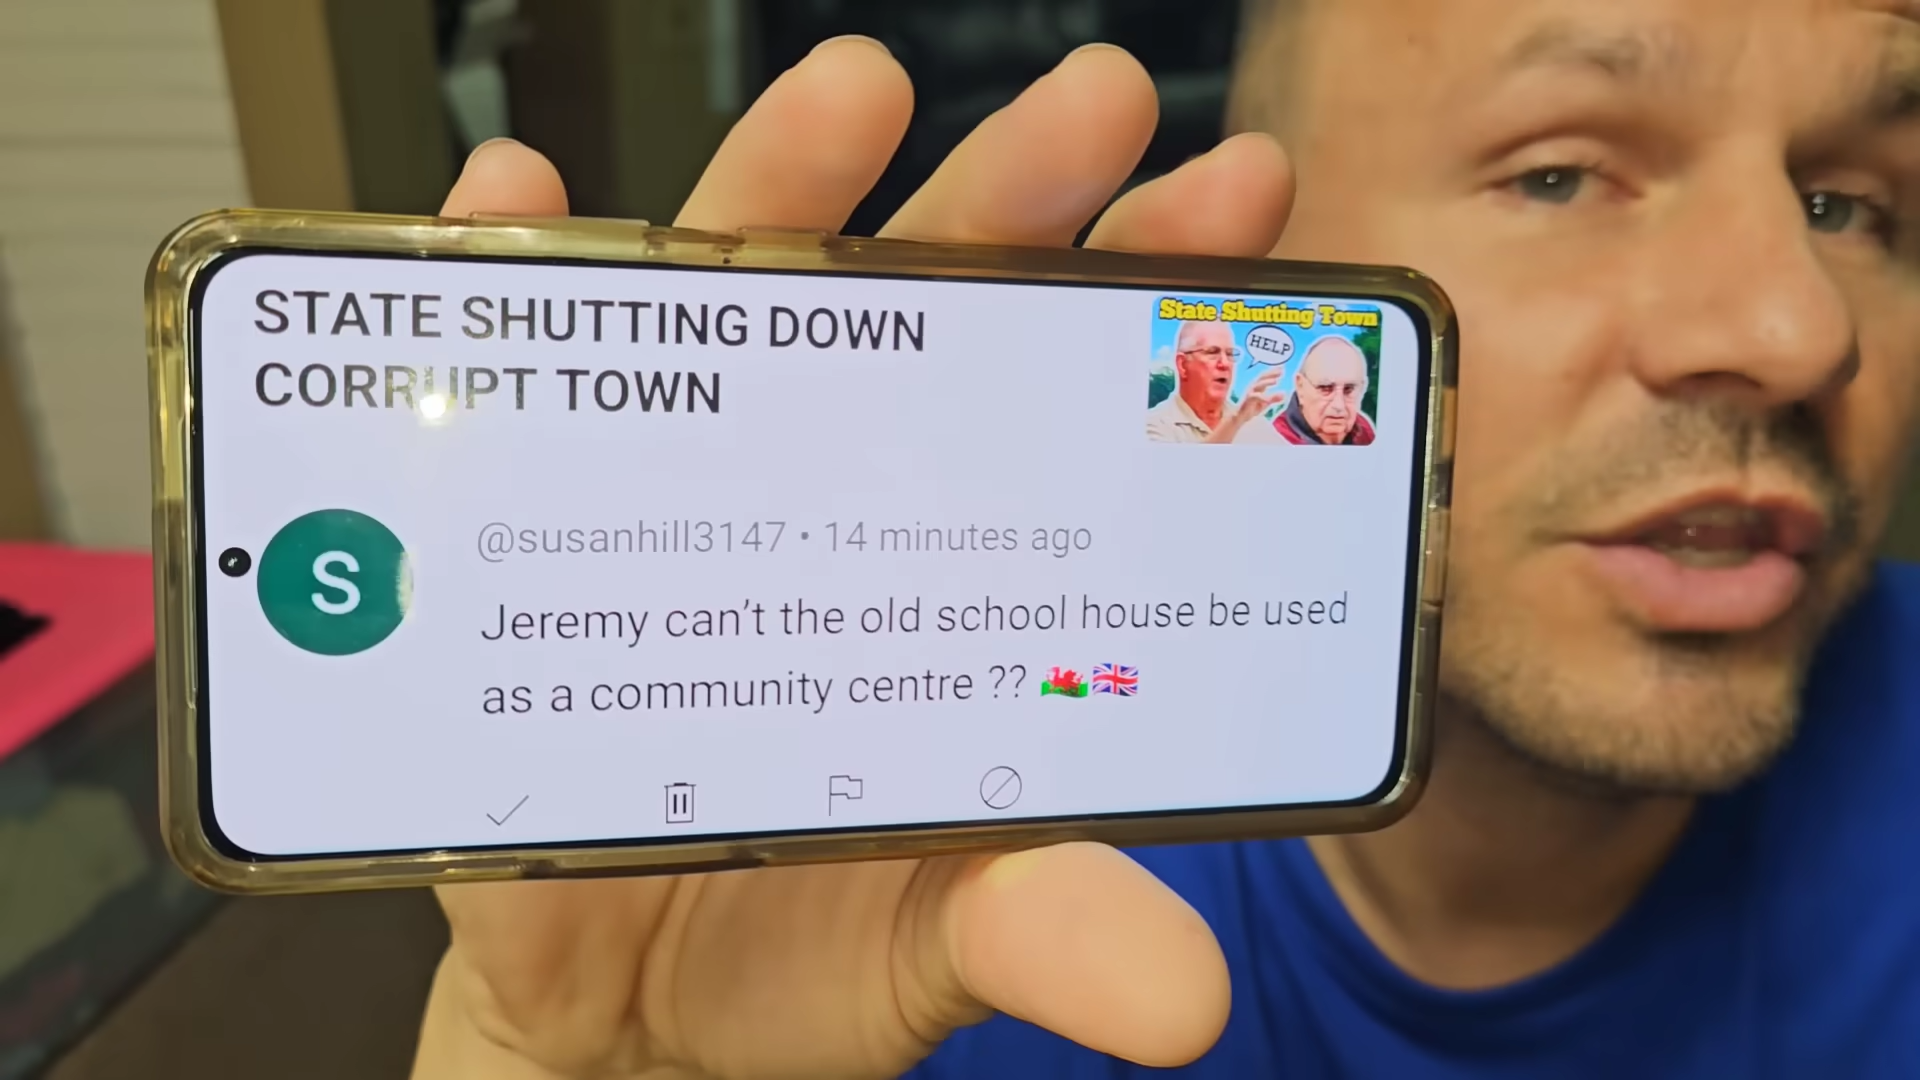 STATE SHUTTING DOWN
CORRUPT TOWN
State Shutting Town
HELP
S
@susanhill3147 • 14 minutes ago
Jeremy can't the old school house be used
as a community centre ?? 🏴󠁧󠁢󠁷󠁬󠁳󠁿🇬🇧